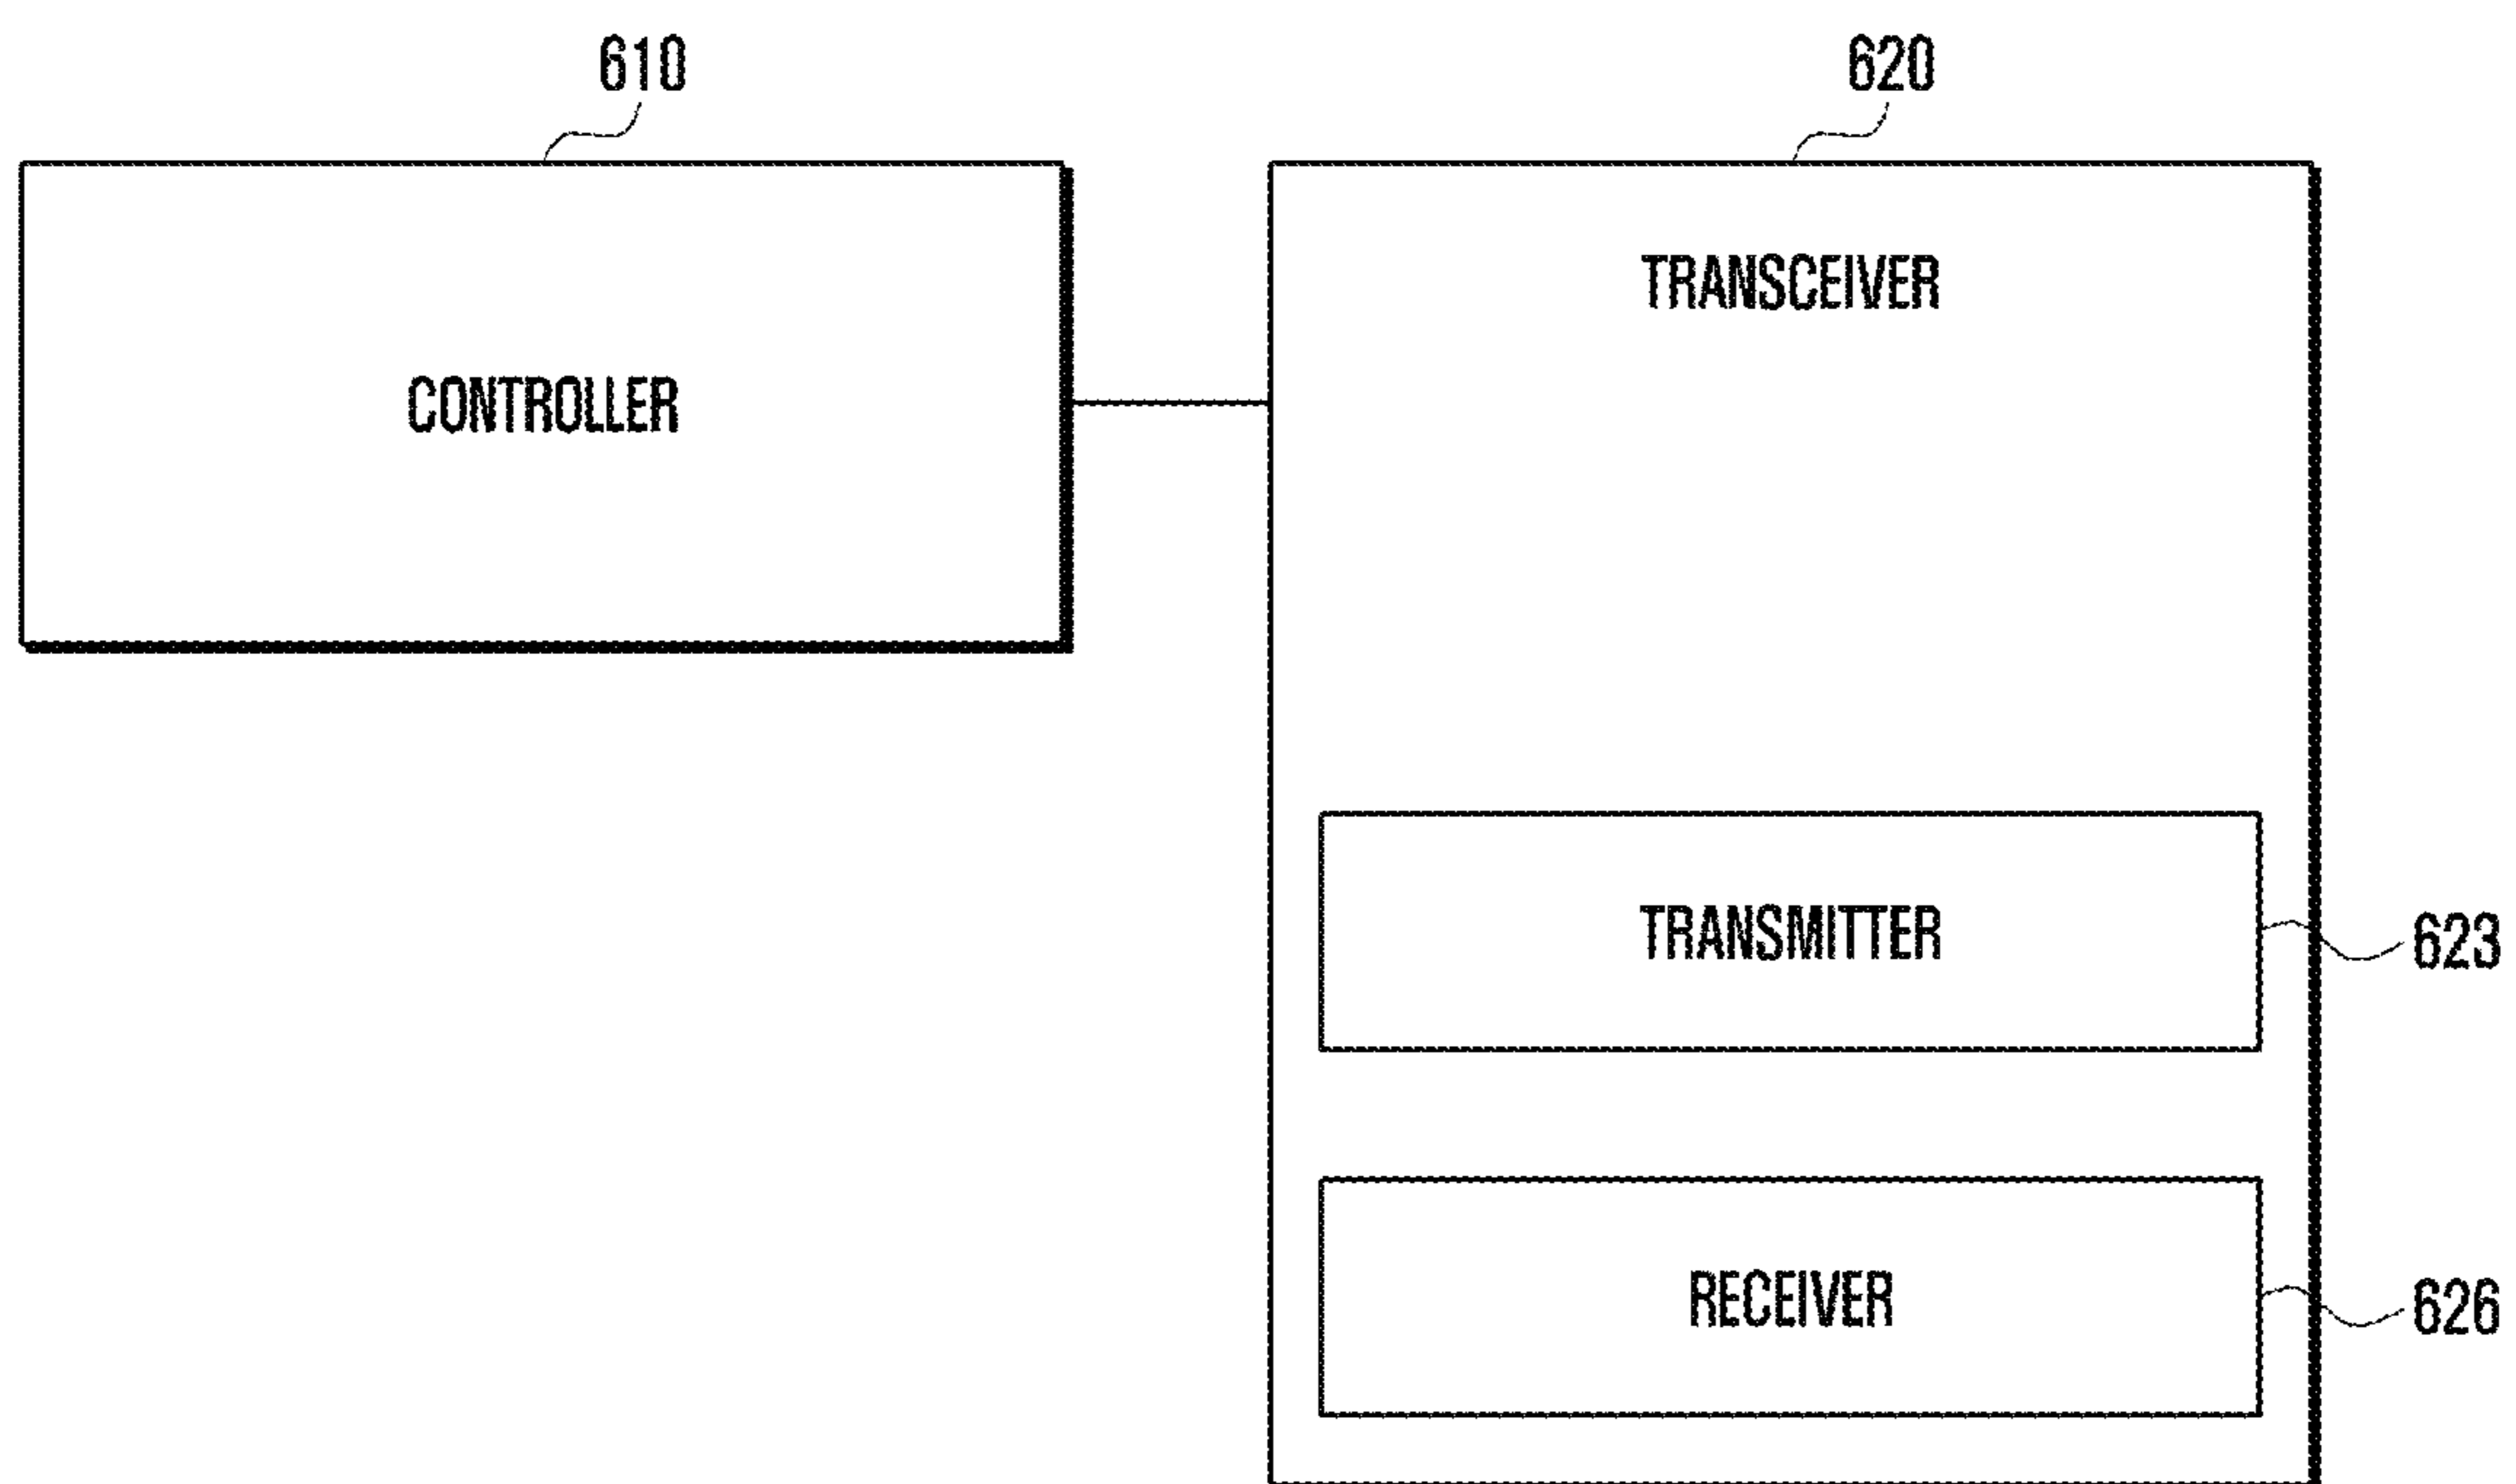 610
620
TRANSCEIVER
CONTROLLER
TRANSMITTER
623
RECEIVER
626